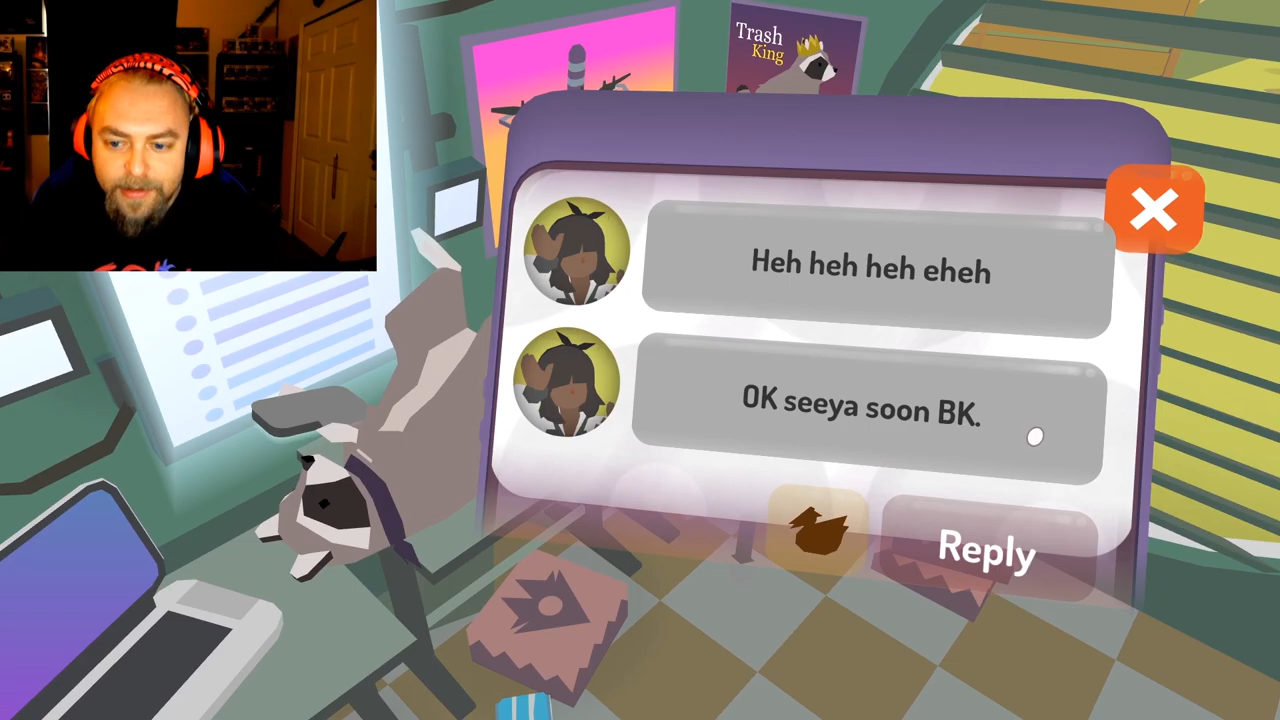 Trash
King
Heh heh heh eheh
OK seeya soon BK.
Reply